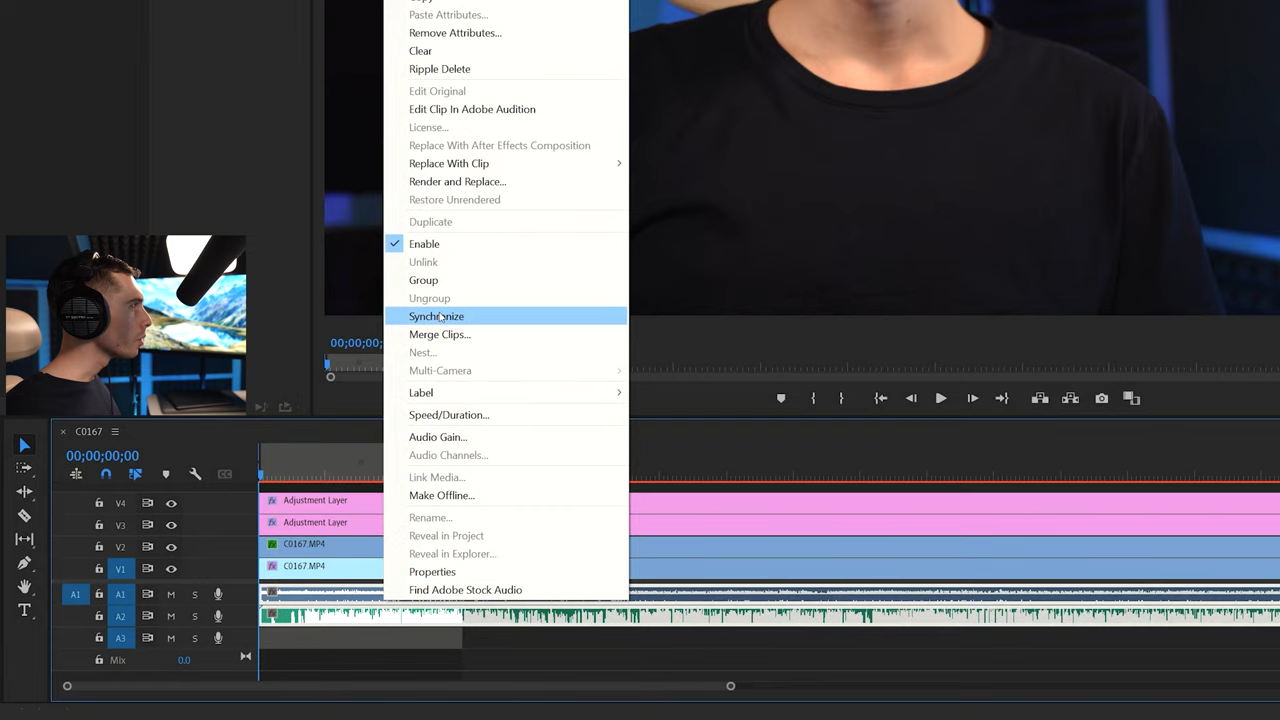 Paste Attributes...
Remove Attributes...
Clear
Ripple Delete
Edit Original
Edit Clip In Adobe Audition
License...
Replace With After Effects Composition
Replace With Clip
Render and Replace...
Restore Unrendered
Duplicate
Enable
Unlink
Group
Ungroup
Synchronize
Merge Clips...
Nest...
Multi-Camera
Label
Speed/Duration...
Audio Gain...
Audio Channels...
Link Media...
Make Offline...
Rename...
Reveal in Project
Reveal in Explorer...
Properties
Find Adobe Stock Audio
00;00;00;
C0167
00;00;00;00
V4 Adjustment Layer
V3 Adjustment Layer
V2 C0167.MP4
V1 V1 C0167.MP4
A1 A1 M S
A2 M S
A3 M S
Mix 0.0